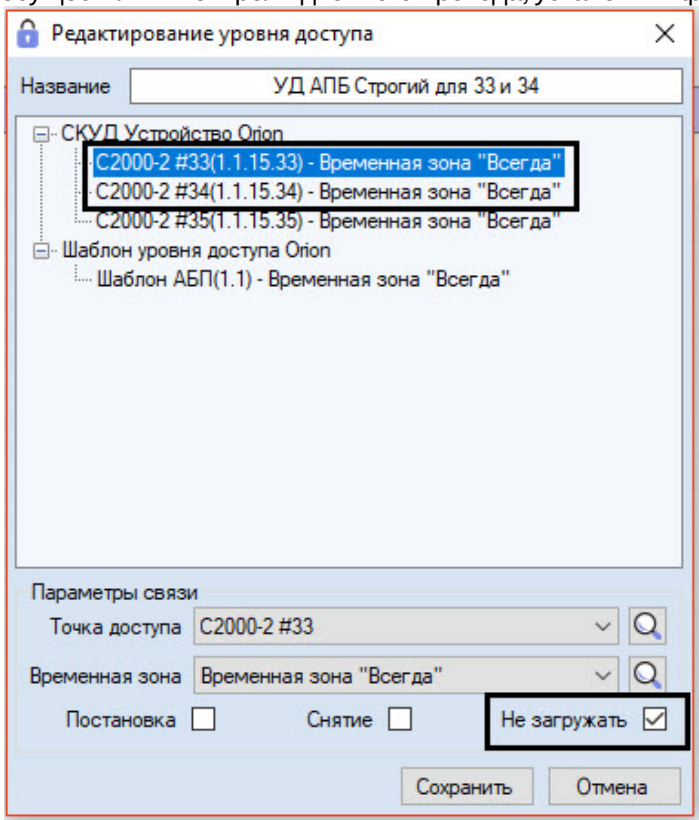 Редактирование уровня доступа
Название УД АПБ Строгий для 33 и 34
СКУД Устройство Orion
С2000-2 #33(1.1.15.33) - Временная зона "Всегда"
С2000-2 #34(1.1.15.34) - Временная зона "Всегда"
С2000-2 #35(1.1.15.35) - Временная зона "Всегда"
Шаблон уровня доступа Orion
Шаблон АБП(1.1) - Временная зона "Всегда"
Параметры связи
Точка доступа С2000-2 #33
Временная зона Временная зона "Всегда"
Постановка Снятие Не загружать
Сохранить Отмена